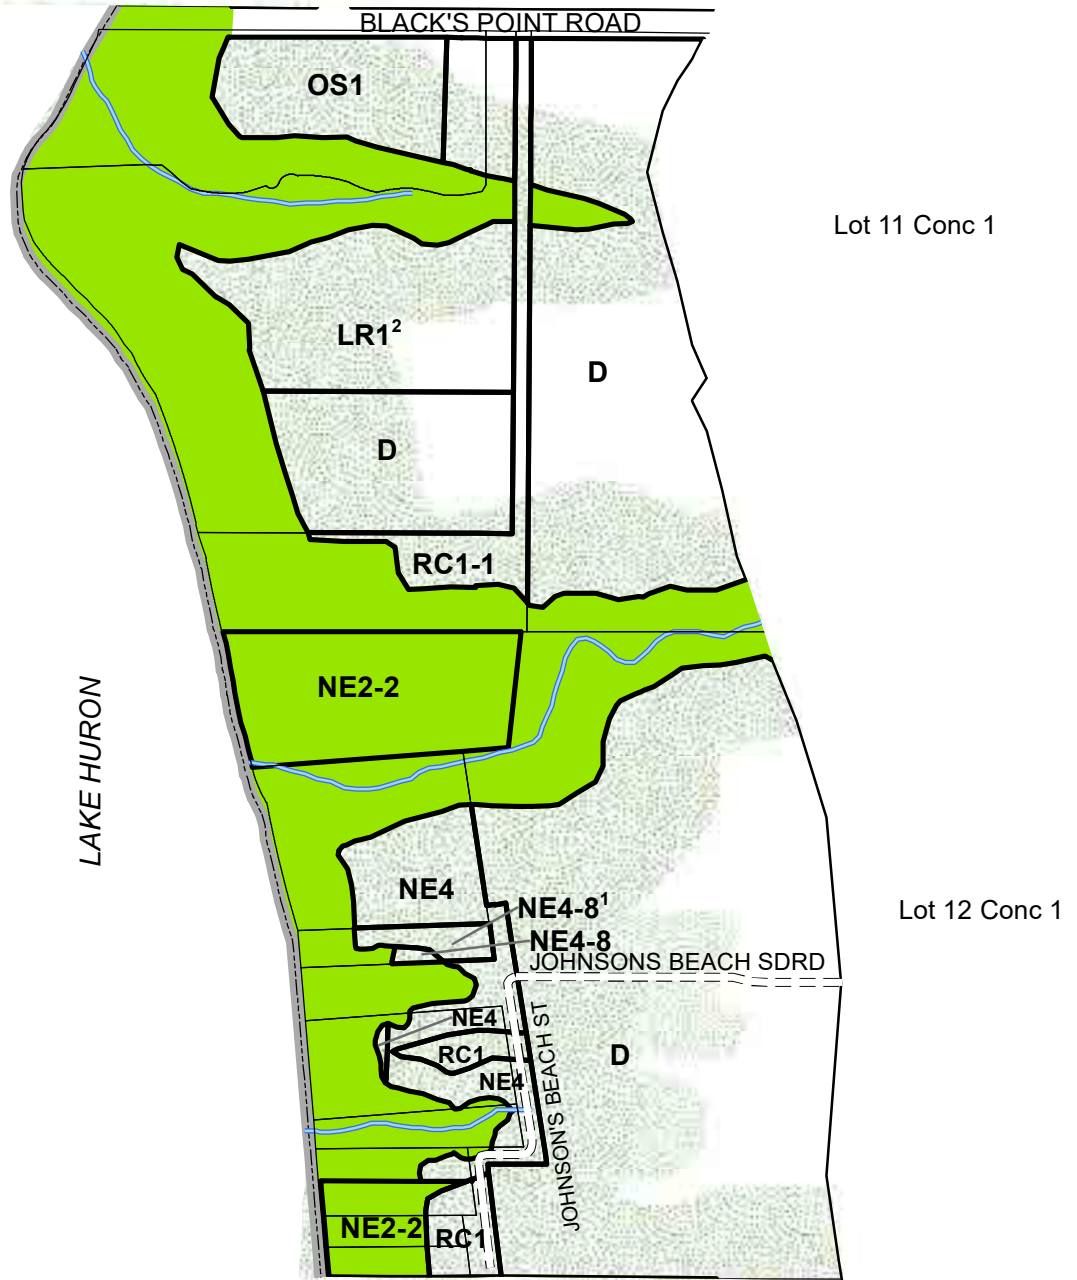 BLACK'S POINT ROAD
OS1
Lot 11 Conc 1
LR1²
D
D
RC1-1
NE2-2
LAKE HURON
NE4
NE4-8¹
NE4-8
Lot 12 Conc 1
JOHNSONS BEACH SDRD
NE4
RC1
D
NE4
JOHNSON'S BEACH ST
NE2-2
RC1